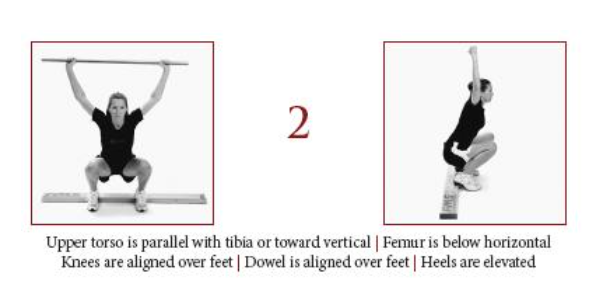 2
Upper torso is parallel with tibia or toward vertical | Femur is below horizontal
Knees are aligned over feet | Dowel is aligned over feet | Heels are elevated